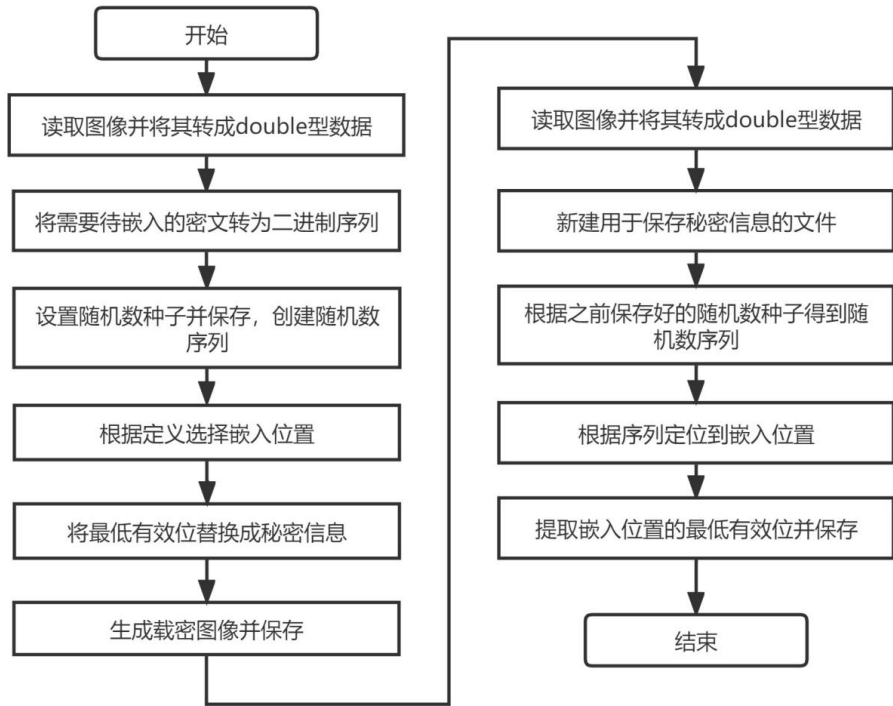 开始
读取图像并将其转成double型数据
将需要待嵌入的密文转为二进制序列
设置随机数种子并保存，创建随机数
序列
根据定义选择嵌入位置
将最低有效位替换成秘密信息
生成载密图像并保存
读取图像并将其转成double型数据
新建用于保存秘密信息的文件
根据之前保存好的随机数种子得到随
机数序列
根据序列定位到嵌入位置
提取嵌入位置的最低有效位并保存
结束